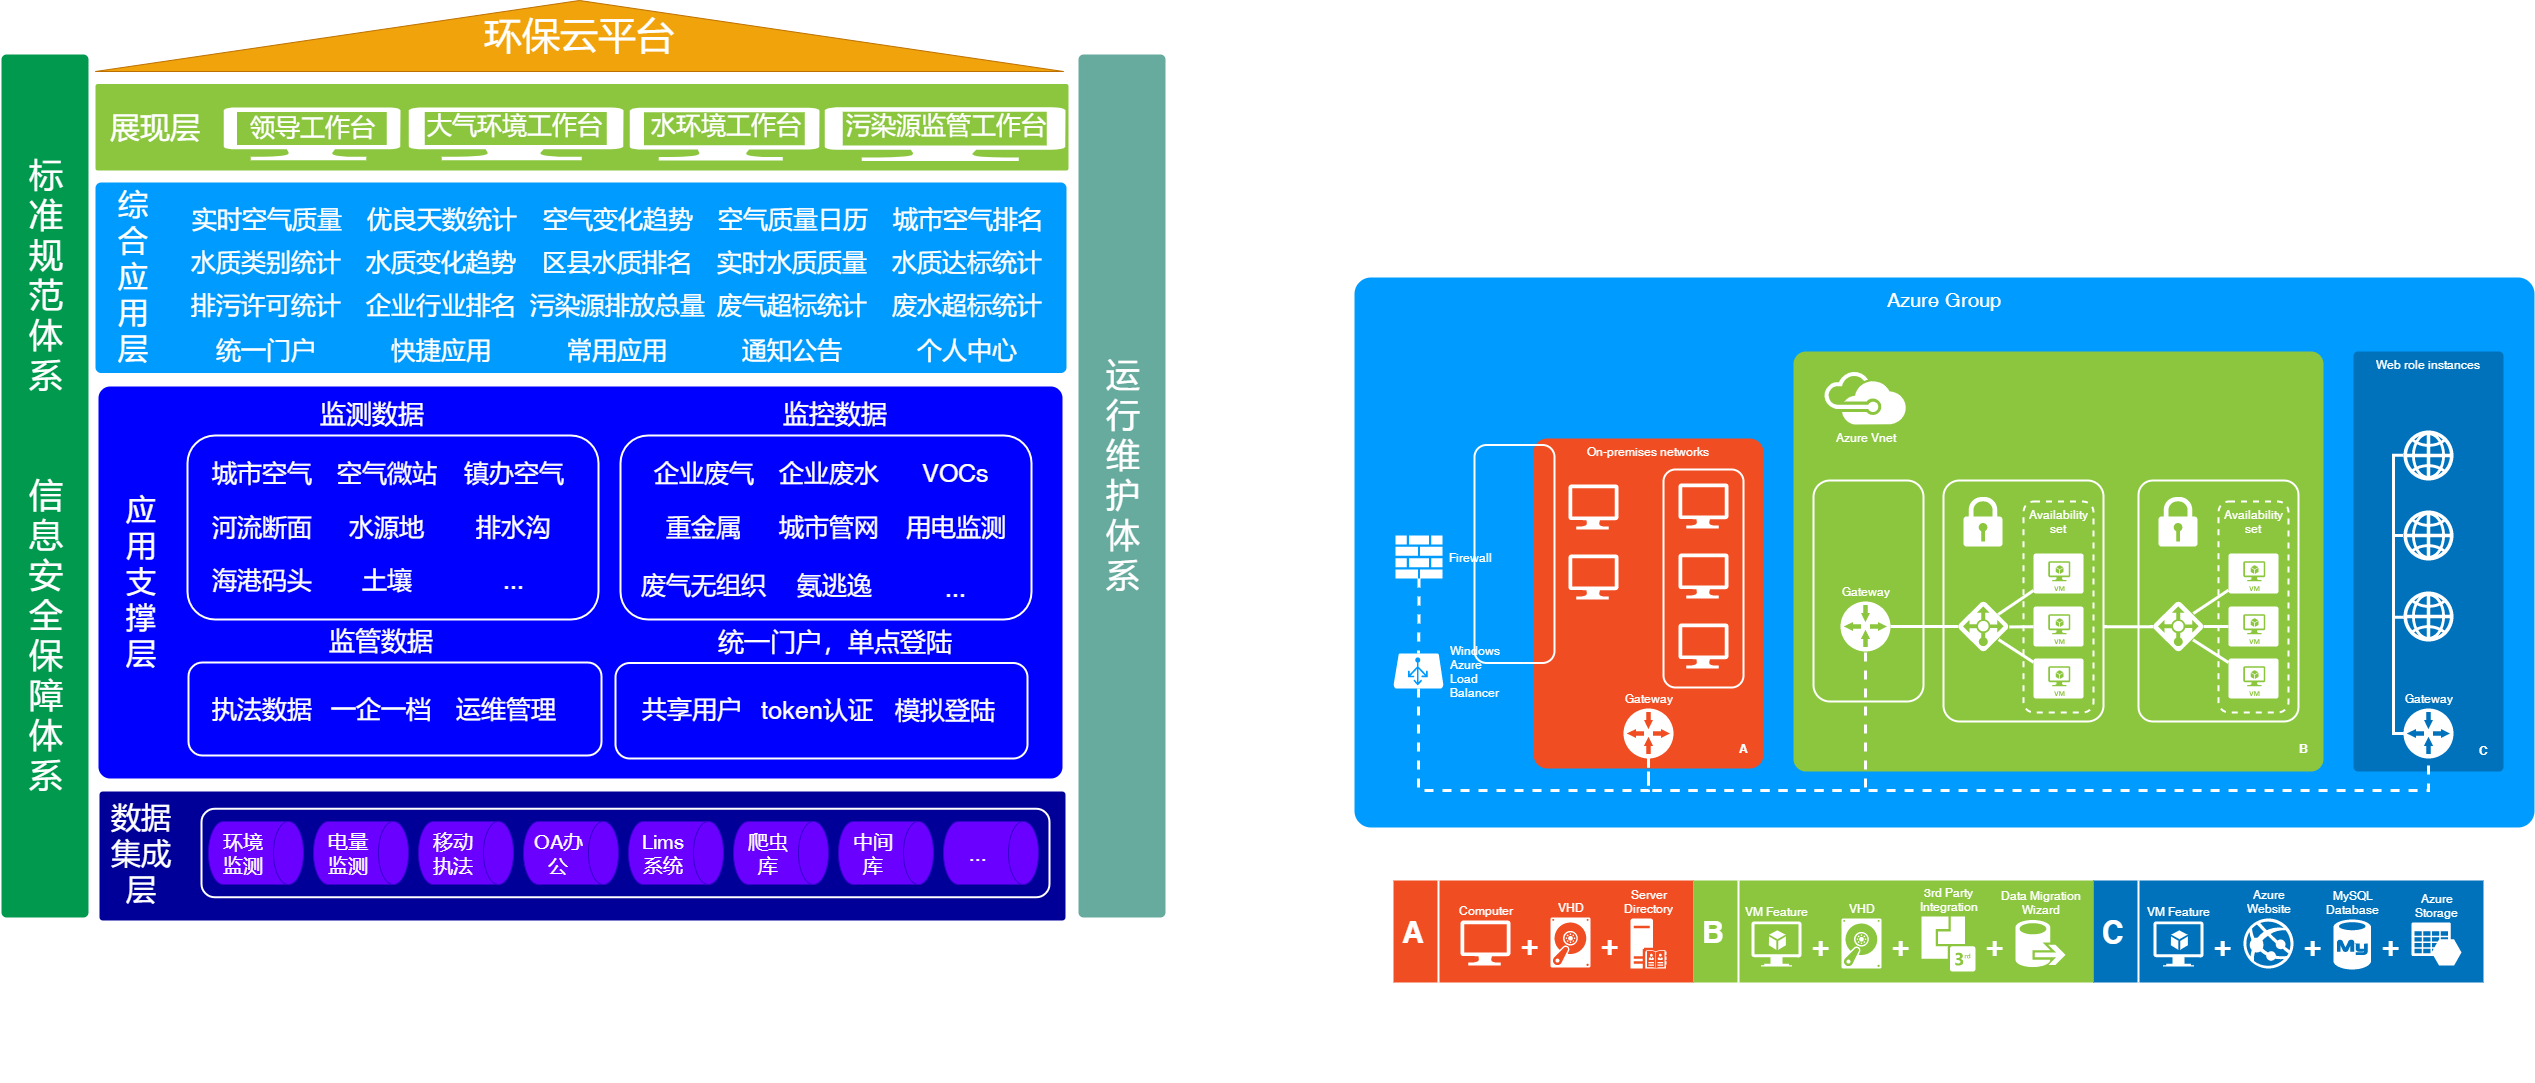 环保云平台
标准规范体系
信息安全保障体系
展现层
领导工作台
大气环境工作台
水环境工作台
污染源监管工作台
综合应用层
实时空气质量
优良天数统计
空气变化趋势
空气质量日历
城市空气排名
水质类别统计
水质变化趋势
区县水质排名
实时水质质量
水质达标统计
排污许可统计
企业行业排名
污染源排放总量
废气超标统计
废水超标统计
统一门户
快捷应用
常用应用
通知公告
个人中心
应用支撑层
监测数据
城市空气
空气微站
镇办空气
河流断面
水源地
排水沟
海港码头
土壤
...
监控数据
企业废气
企业废水
VOCs
重金属
城市管网
用电监测
废气无组织
氨逃逸
...
监管数据
执法数据
一企一档
运维管理
统一门户，单点登陆
共享用户
token认证
模拟登陆
数据
集成
层
环境
监测
电量
监测
移动
执法
OA办
公
Lims
系统
爬虫
库
中间
库
...
运行维护体系
Azure Group
Firewall
Windows
Azure
Load
Balancer
On-premises networks
Gateway
A
Azure Vnet
Gateway
Availability
set
VM
VM
VM
Availability
set
VM
VM
VM
B
Web role instances
Gateway
C
A
Computer
+
VHD
+
Server
Directory
B
VM Feature
+
VHD
+
3rd Party
Integration
3rd
+
Data Migration
Wizard
C
VM Feature
+
Azure
Website
+
MySQL
Database
My
+
Azure
Storage